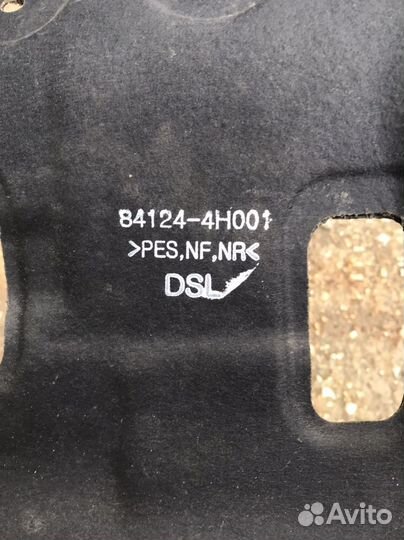 84124-4H001
>PES,NF,NR<
DSL
Avito